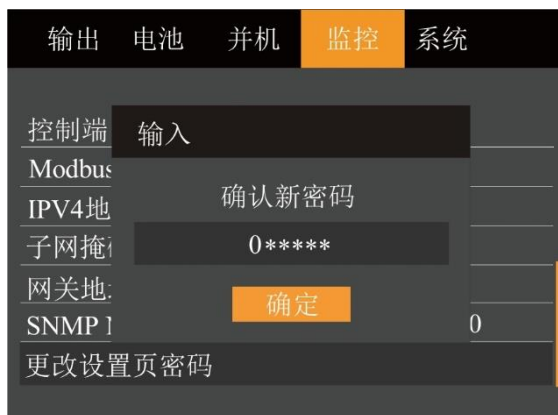 输出 电池 并机 监控 系统
控制端
输入
Modbus
确认新密码
IPV4地
0*****
子网掩
网关地
确定
SNMP
0
更改设置页密码